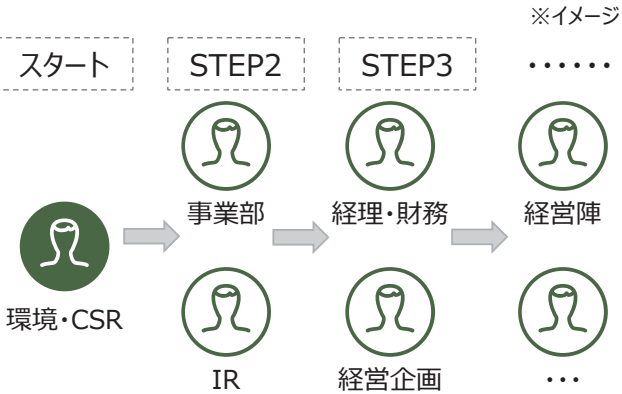 ※イメージ
スタート
STEP2
STEP3
・・・・・・
事業部
経理・財務
経営陣
環境・CSR
IR
経営企画
・・・